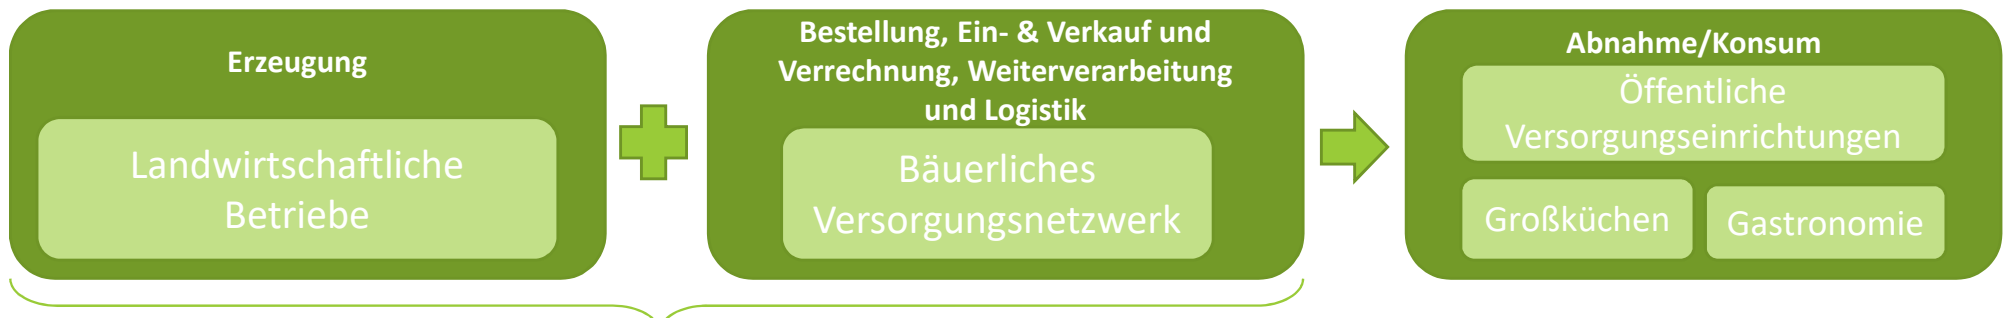 Erzeugung
Landwirtschaftliche
Betriebe
Bestellung, Ein- & Verkauf und
Verrechnung, Weiterverarbeitung
und Logistik
Bäuerliches
Versorgungsnetzwerk
Abnahme/Konsum
Öffentliche
Versorgungseinrichtungen
Großküchen
Gastronomie